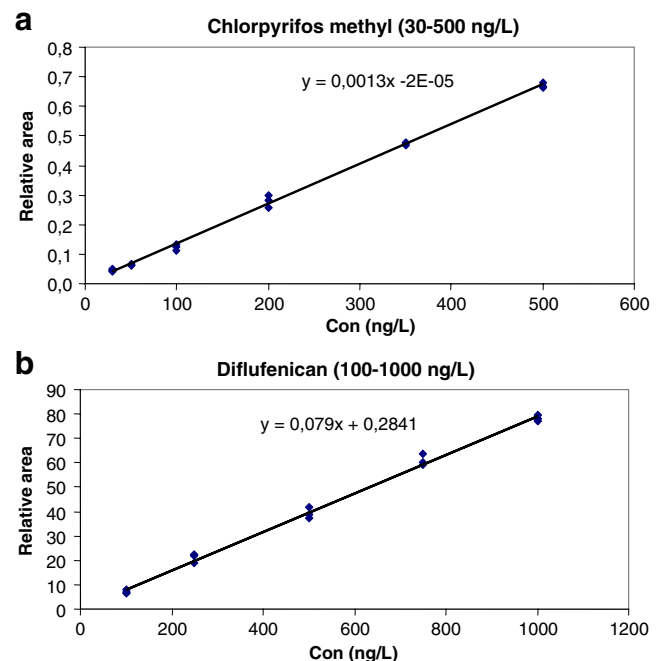 a
Chlorpyrifos methyl (30-500 ng/L)
0,8
0,7
0,6
0,5
0,4
0,3
0,2
0,1
0,0
y = 0,0013x -2E-05
Relative area
0 100 200 300 400 500 600
Con (ng/L)
b
Diflufenican (100-1000 ng/L)
90
80
70
60
50
40
30
20
10
0
y = 0,079x + 0,2841
Relative area
0 200 400 600 800 1000 1200
Con (ng/L)